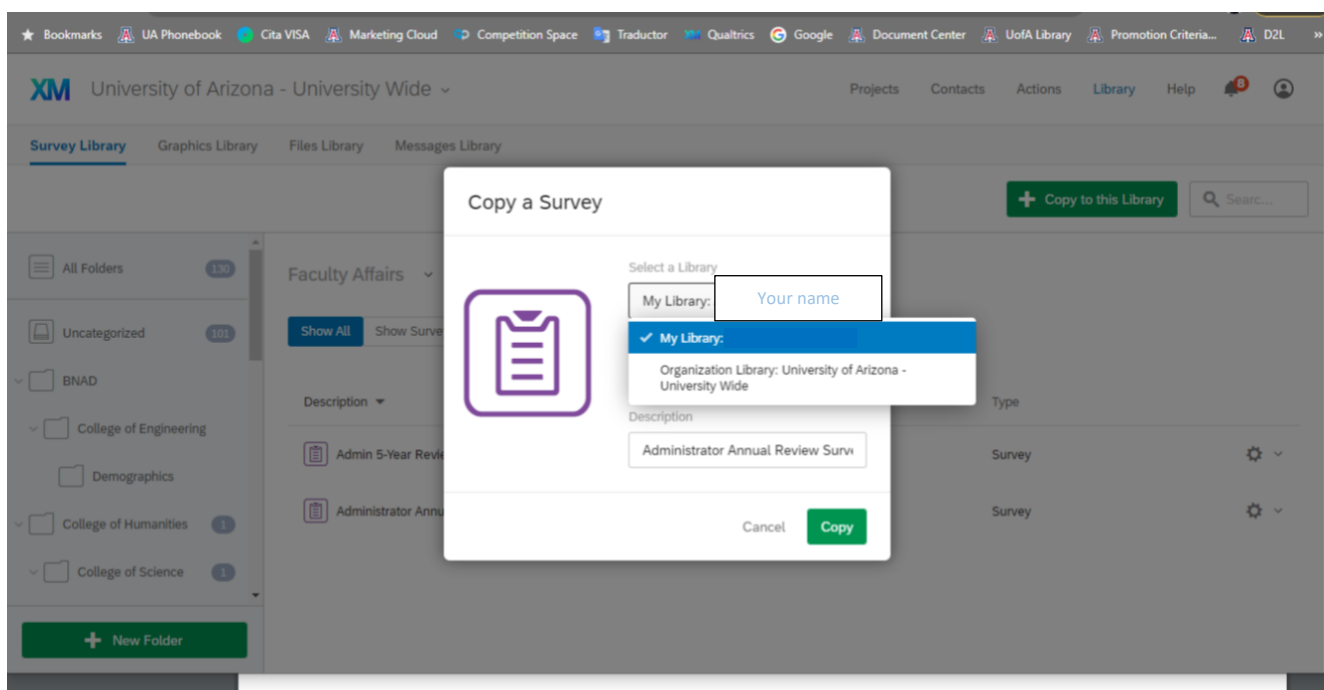 Bookmarks UA Phonebook Cita VISA Marketing Cloud Competition Space Traductor Qualtrics Google Document Center UofA Library Promotion Criteria... D2L »
XM University of Arizona - University Wide Projects Contacts Actions Library Help 8
Survey Library Graphics Library Files Library Messages Library
Copy a Survey
+ Copy to this Library
Searc...
All Folders 130
Faculty Affairs
Select a Library
My Library: Your name
Uncategorized 101
Show All Show Surve
✓ My Library:
Organization Library: University of Arizona -
University Wide
BNAD
Description
Description
Type
College of Engineering
Admin 5-Year Revie
Administrator Annual Review Surv
Survey
Demographics
College of Humanities 1
Administrator Annu
Survey
Cancel Copy
College of Science 1
+ New Folder